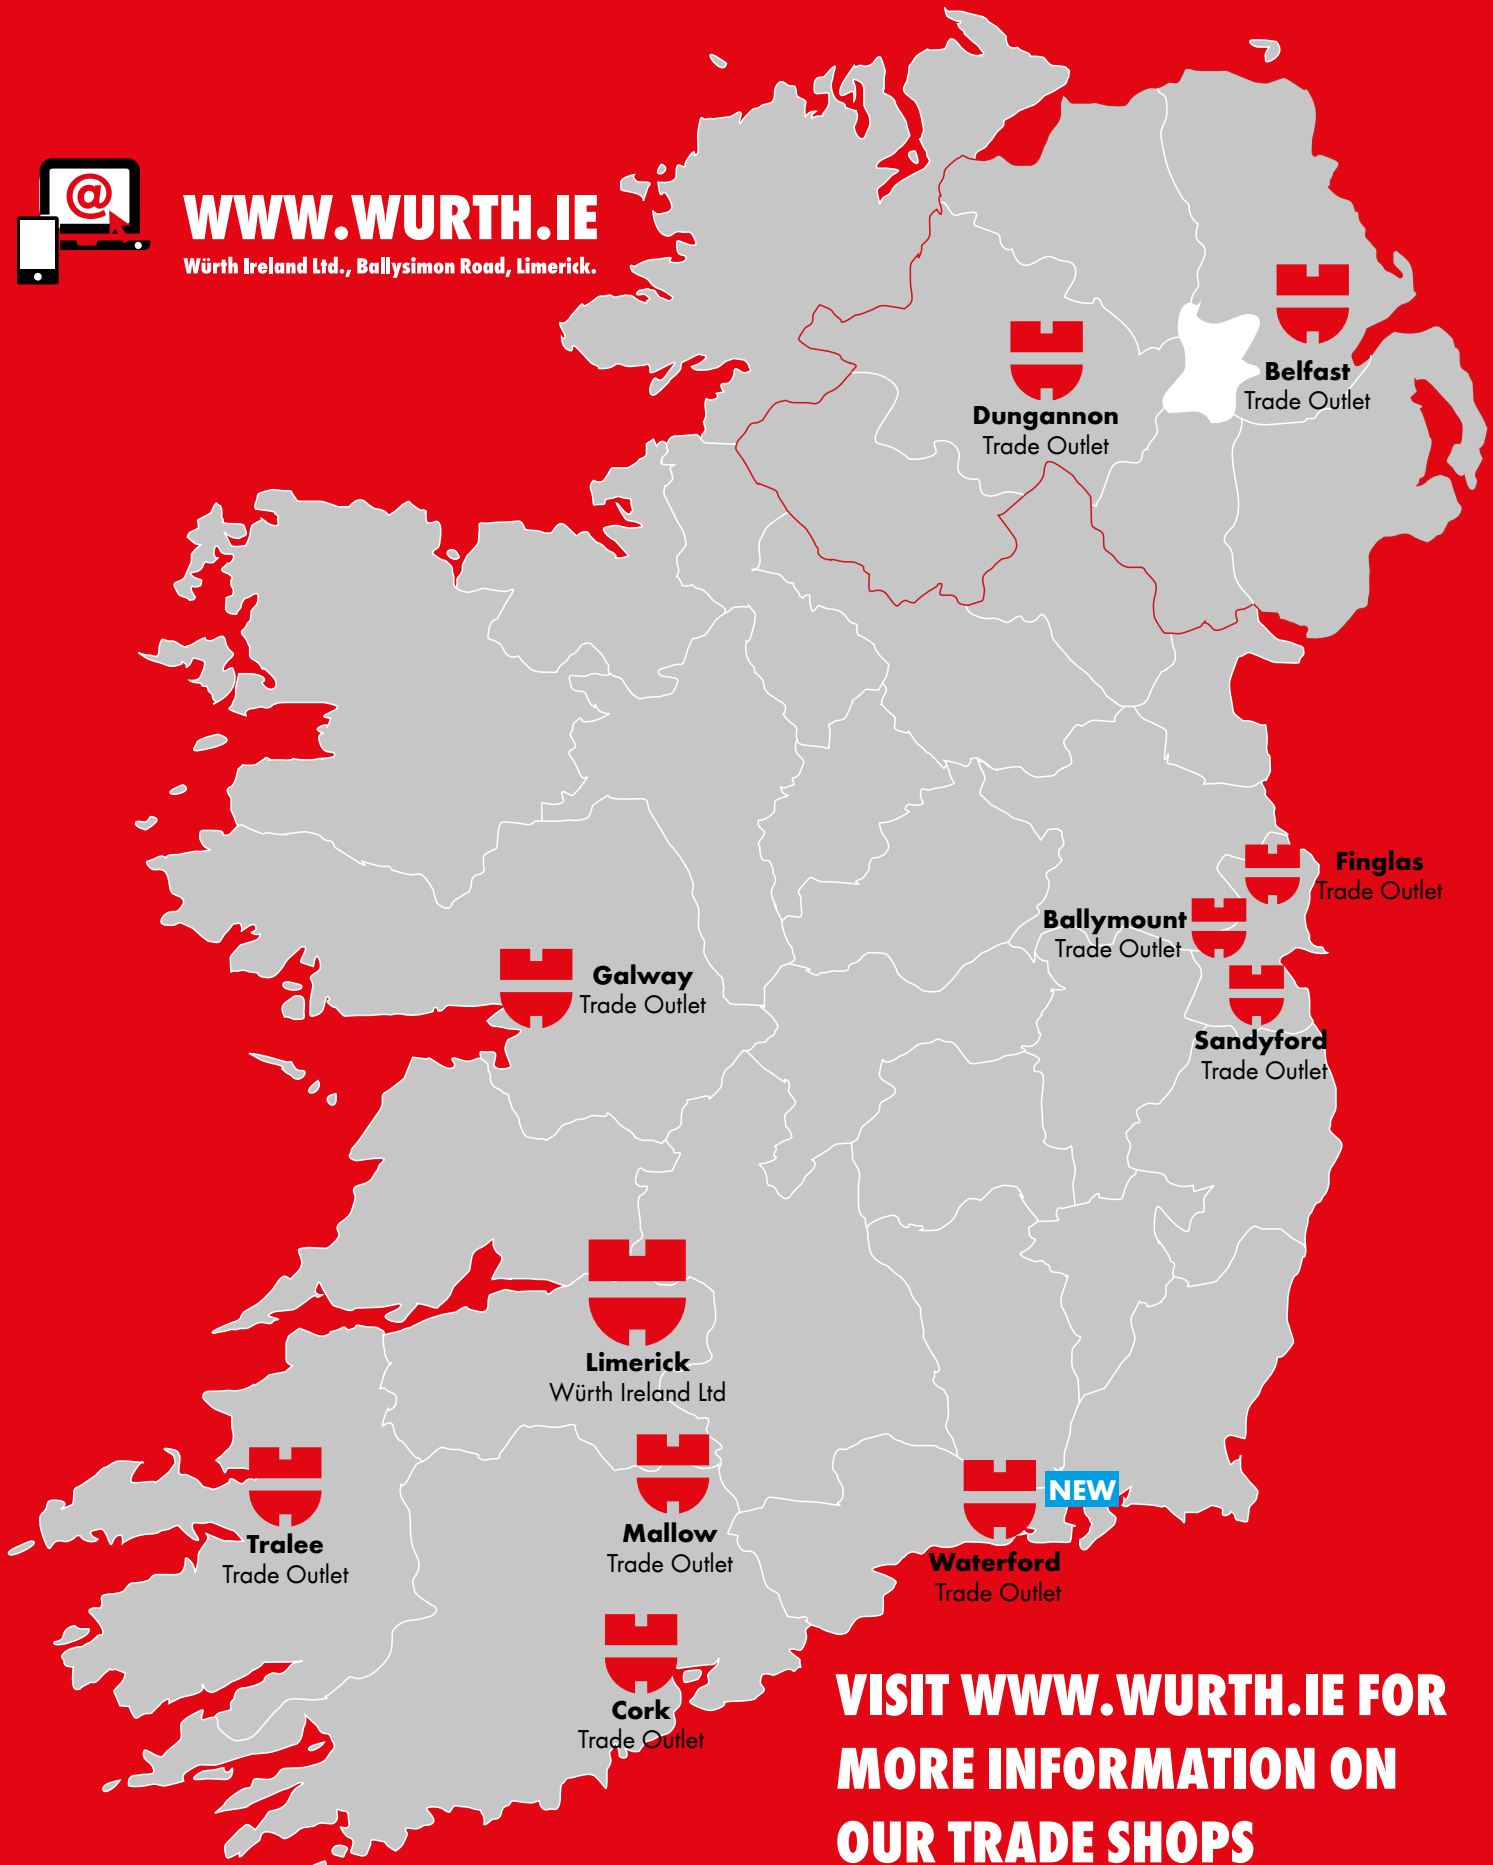 @
WWW.WURTH.IE
Würth Ireland Ltd., Ballysimon Road, Limerick.
Belfast
Trade Outlet
Dungannon
Trade Outlet
Finglas
Trade Outlet
Ballymount
Trade Outlet
Galway
Trade Outlet
Sandyford
Trade Outlet
Limerick
Würth Ireland Ltd
NEW
Tralee
Trade Outlet
Mallow
Trade Outlet
Waterford
Trade Outlet
Cork
Trade Outlet
VISIT WWW.WURTH.IE FOR
MORE INFORMATION ON
OUR TRADE SHOPS